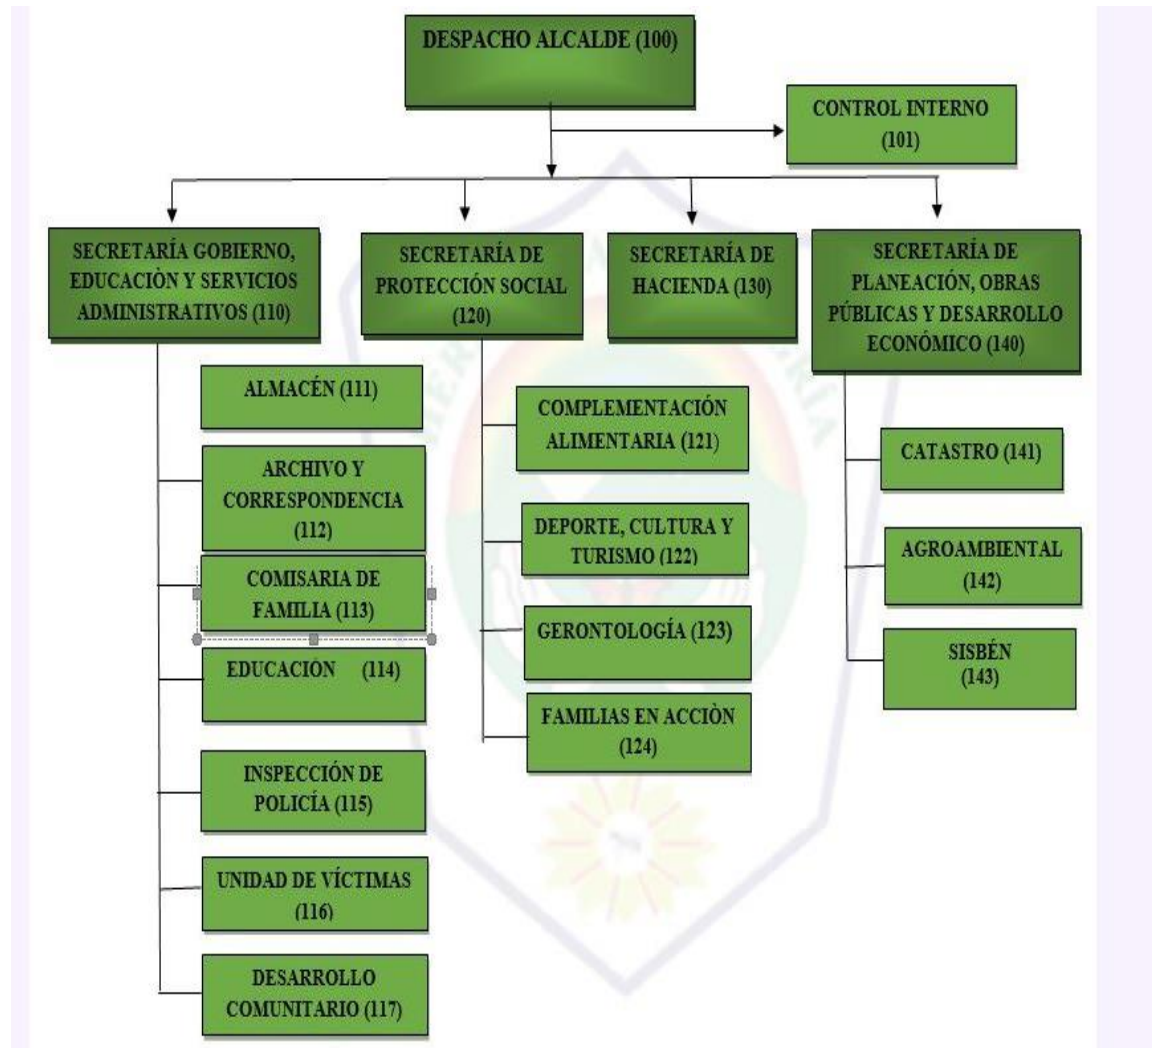 DESPACHO ALCALDE (100)
CONTROL INTERNO
(101)
SECRETARÍA GOBIERNO,
EDUCACIÒN Y SERVICIOS
ADMINISTRATIVOS (110)
ALMACÉN (111)
ARCHIVO Y
CORRESPONDENCIA
(112)
COMISARIA DE
FAMILIA (113)
EDUCACIÓN (114)
INSPECCIÓN DE
POLICÍA (115)
UNIDAD DE VÍCTIMAS
(116)
DESARROLLO
COMUNITARIO (117)
SECRETARÍA DE
PROTECCIÓN SOCIAL
(120)
COMPLEMENTACIÓN
ALIMENTARIA (121)
DEPORTE, CULTURA Y
TURISMO (122)
GERONTOLOGÍA (123)
FAMILIAS EN ACCIÒN
(124)
SECRETARÍA DE
HACIENDA (130)
SECRETARÍA DE
PLANEACIÓN, OBRAS
PÚBLICAS Y DESARROLLO
ECONÓMICO (140)
CATASTRO (141)
AGROAMBIENTAL
(142)
SISBÉN
(143)